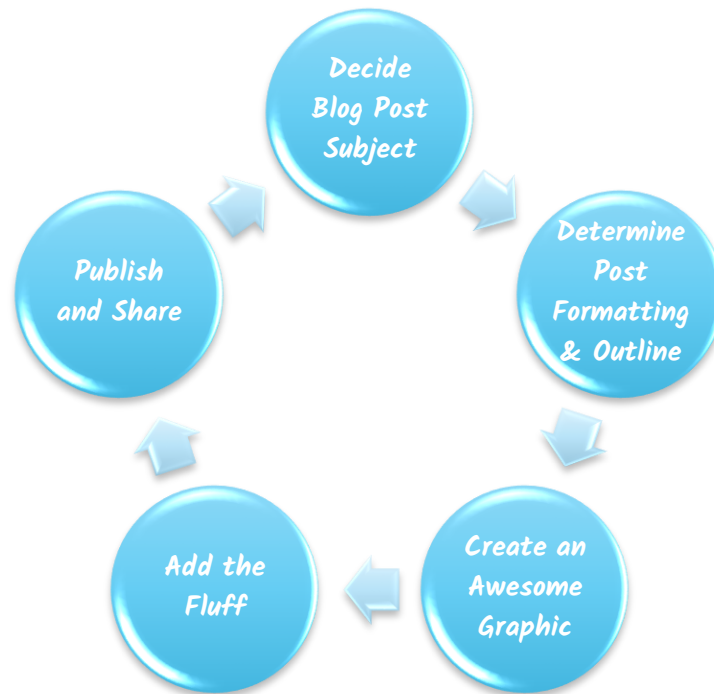 Decide
Blog Post
Subject
Determine
Post
Formatting
& Outline
Create an
Awesome
Graphic
Add the
Fluff
Publish
and Share